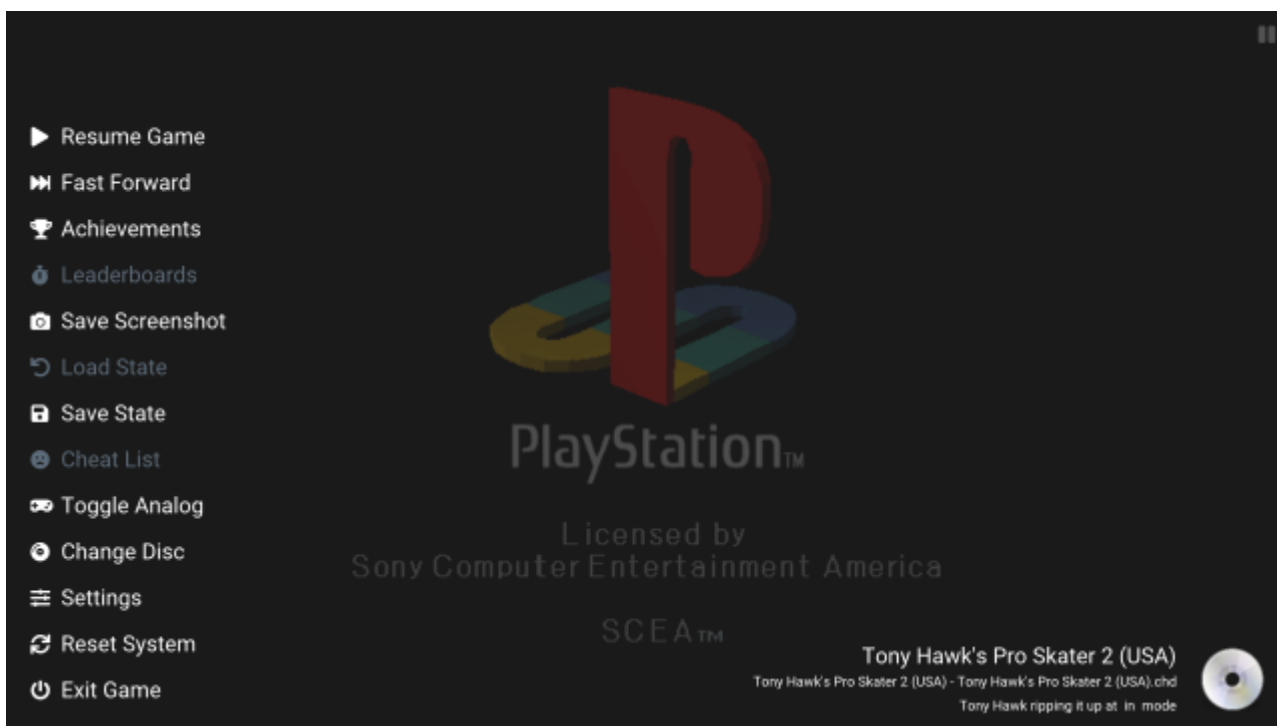 Resume Game
Fast Forward
Achievements
Leaderboards
Save Screenshot
Load State
Save State
Cheat List
Toggle Analog
Change Disc
Settings
Reset System
Exit Game
PlayStation™
Licensed by
Sony Computer Entertainment America
SCEA™
Tony Hawk's Pro Skater 2 (USA)
Tony Hawk's Pro Skater 2 (USA) - Tony Hawk's Pro Skater 2 (USA).chd
Tony Hawk ripping it up at in mode